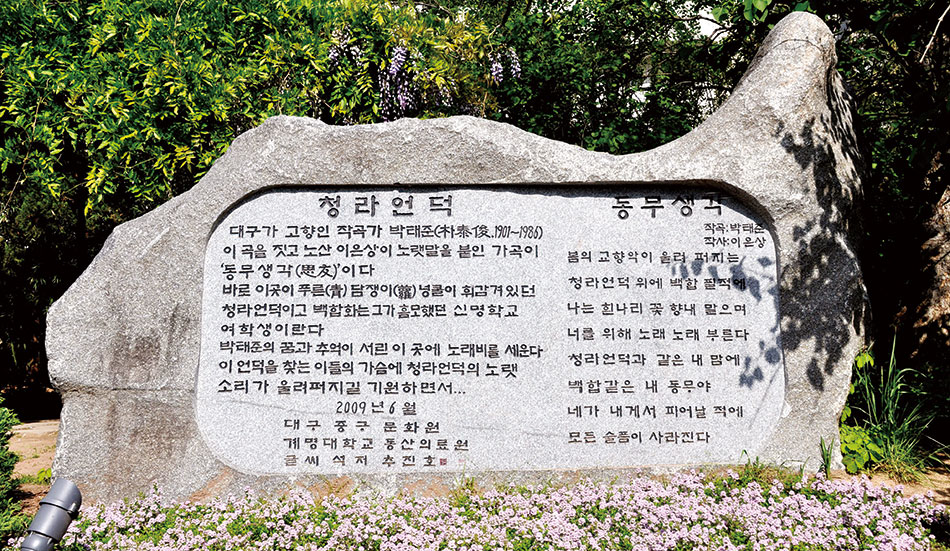 청라언덕
대구가 고향인 작곡가 박태준(朴泰俊, 1901~1986)
이 곡을 짓고 노산 이은상이 노랫말을 붙인 가곡이
'동무생각(思友)'이다
바로 이곳이 푸른(靑) 담쟁이(蘿) 넝쿨이 휘감겨있던
청라언덕이고 백합화는 그가 흠모했던 신명학교
여학생이란다
박태준의 꿈과 추억이 서린 이 곳에 노래비를 세운다
이 언덕을 찾는 이들의 가슴에 청라언덕의 노랫
소리가 울려퍼지길 기원하면서...
2009년 6월
대구 중구 문화원
계명대학교 동산의료원
글씨 석저 추진호
동무생각
작곡:박태준
작사:이은상
봄의 교향악이 울려 퍼지는
청라언덕 위에 백합 필적에
나는 흰나리 꽃 향내 맡으며
너를 위해 노래 노래 부른다
청라언덕과 같은 내 맘에
백합같은 내 동무야
네가 내게서 피어날 적에
모든 슬픔이 사라진다